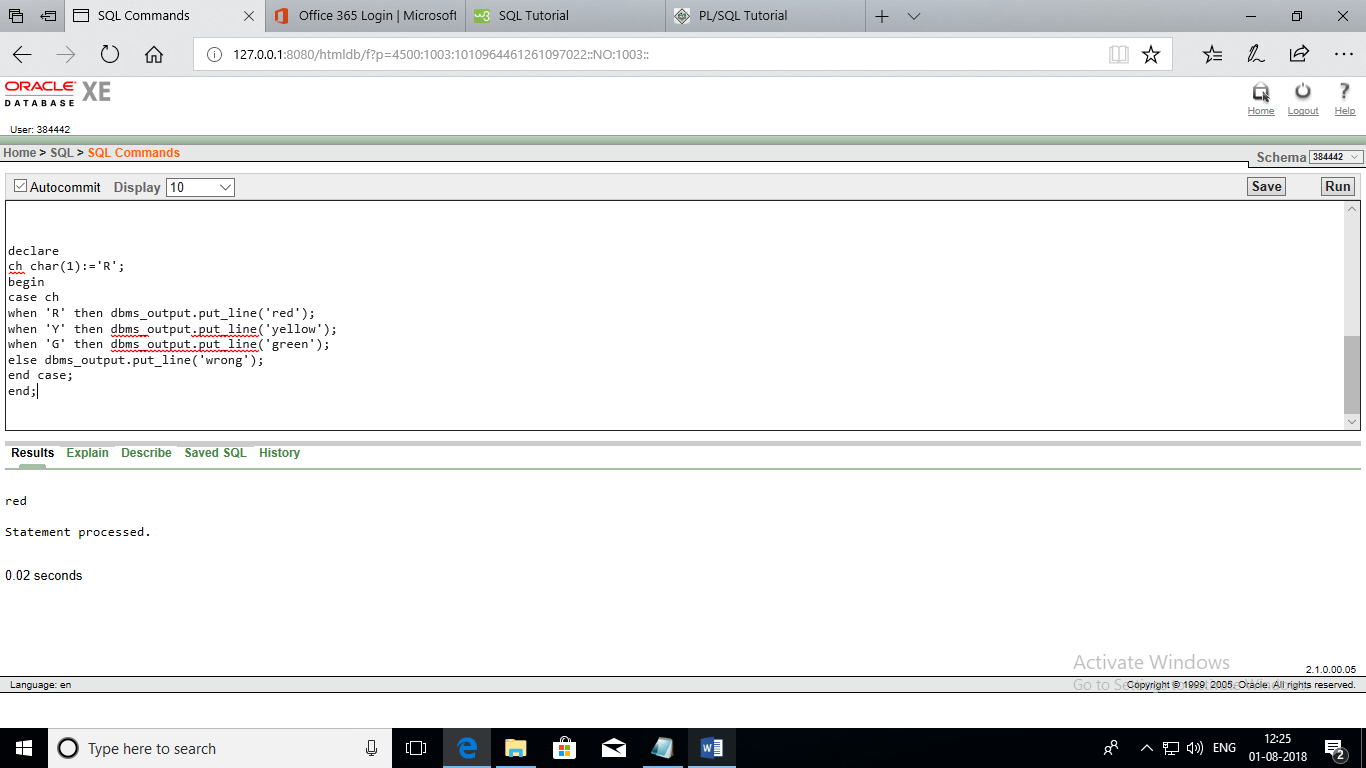 SQL Commands
Office 365 Login | Microsoft
SQL Tutorial
PL/SQL Tutorial
127.0.0.1:8080/htmldb/f?p=4500:1003:1010964461261097022::NO:1003::
ORACLE
DATABASE XE
Home
Logout
Help
User: 384442
Home > SQL > SQL Commands
Schema 384442
Autocommit Display 10
Save
Run
declare
ch char(1):='R';
begin
case ch
when 'R' then dbms_output.put_line('red');
when 'Y' then dbms_output.put_line('yellow');
when 'G' then dbms_output.put_line('green');
else dbms_output.put_line('wrong');
end case;
end;
Results Explain Describe Saved SQL History
red
Statement processed.
0.02 seconds
Activate Windows
2.1.0.00.05
Language: en
Go to Copyright © 1999, 2005, Oracle. All rights reserved.
Type here to search
ENG
12:25
01-08-2018
2